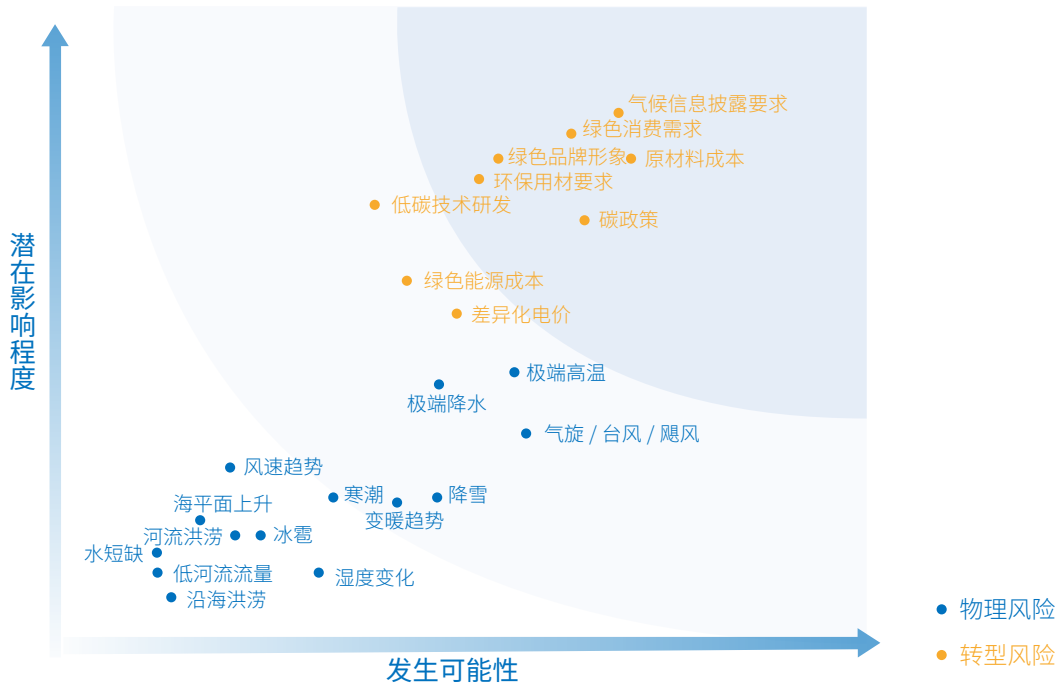 气候信息披露要求
绿色消费需求
绿色品牌形象
原材料成本
环保用材要求
低碳技术研发
碳政策
潜在影响程度
绿色能源成本
差异化电价
极端高温
极端降水
气旋 / 台风 / 飓风
风速趋势
寒潮
降雪
海平面上升
变暖趋势
河流洪涝
冰雹
水短缺
低河流流量
湿度变化
沿海洪涝
物理风险
转型风险
发生可能性